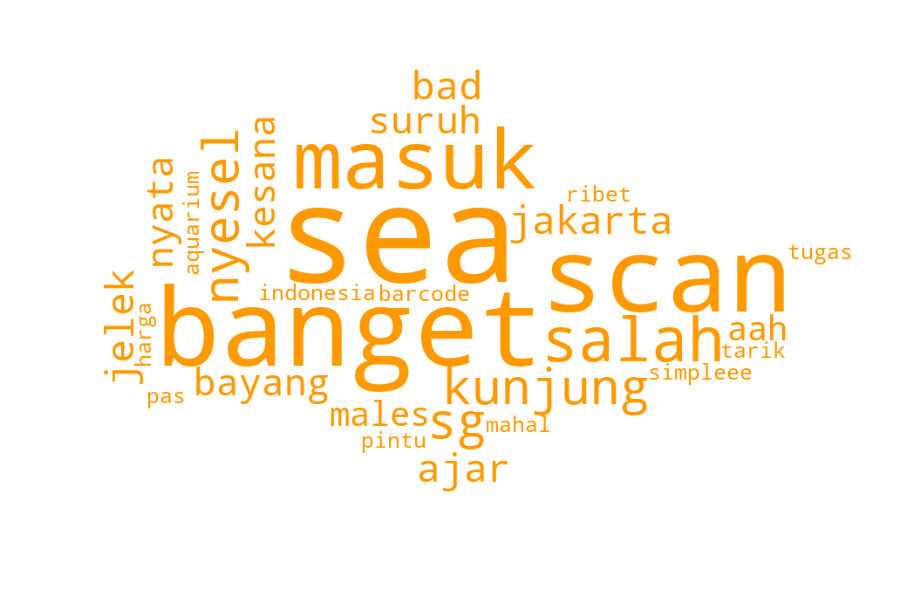 bad
suruh
masuk
kesana
nyesel
nyata
aquarium
ribet
sea
jakarta
tugas
scan
indonesia
barcode
jelek
harga
banget
salah
aah
tarik
simpleee
bayang
kunjung
pas
males
sg
mahal
pintu
ajar